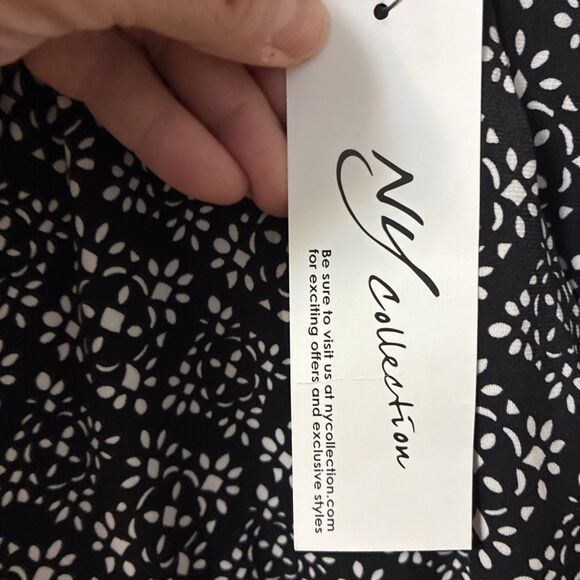 NY Collection
Be sure to visit us at nycollection.com
for exciting offers and exclusive styles